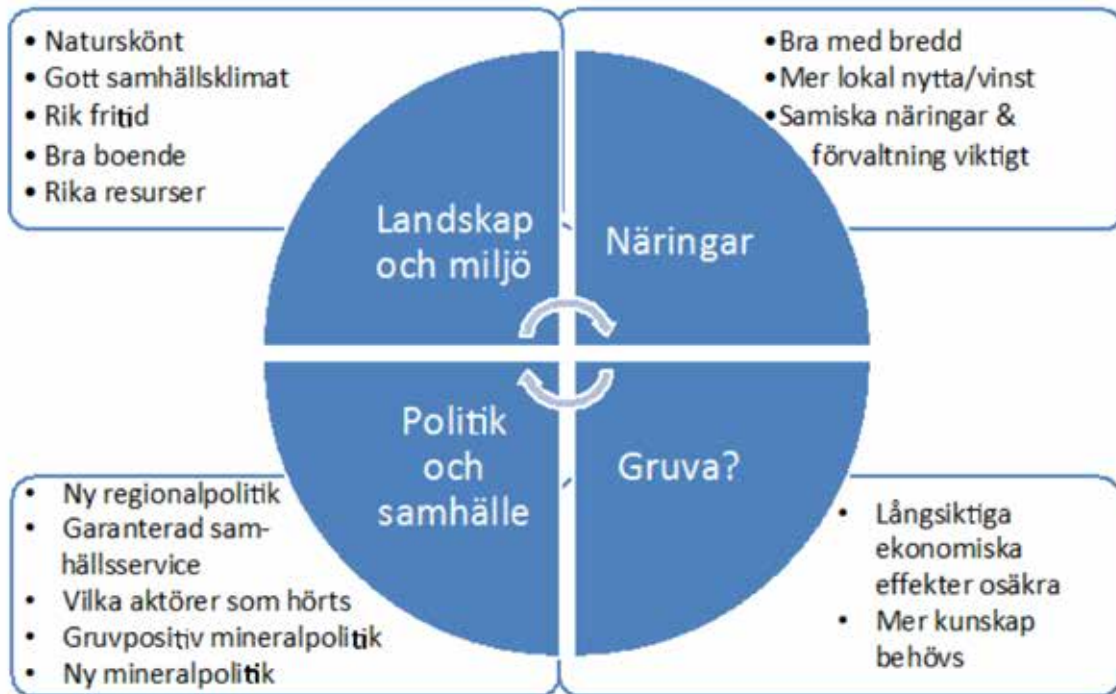 • Naturskönt
• Gott samhällsklimat
• Rik fritid
• Bra boende
• Rika resurser
Landskap
och miljö
• Bra med bredd
• Mer lokal nytta/vinst
• Samiska näringar &
förvaltning viktigt
Näringar
Politik
och
samhälle
• Ny regionalpolitik
• Garanterad sam-
hällsservice
• Vilka aktörer som hörts
• Gruvpositiv mineralpolitik
• Ny mineralpolitik
Gruva?
• Långsiktiga
ekonomiska
effekter osäkra
• Mer kunskap
behövs